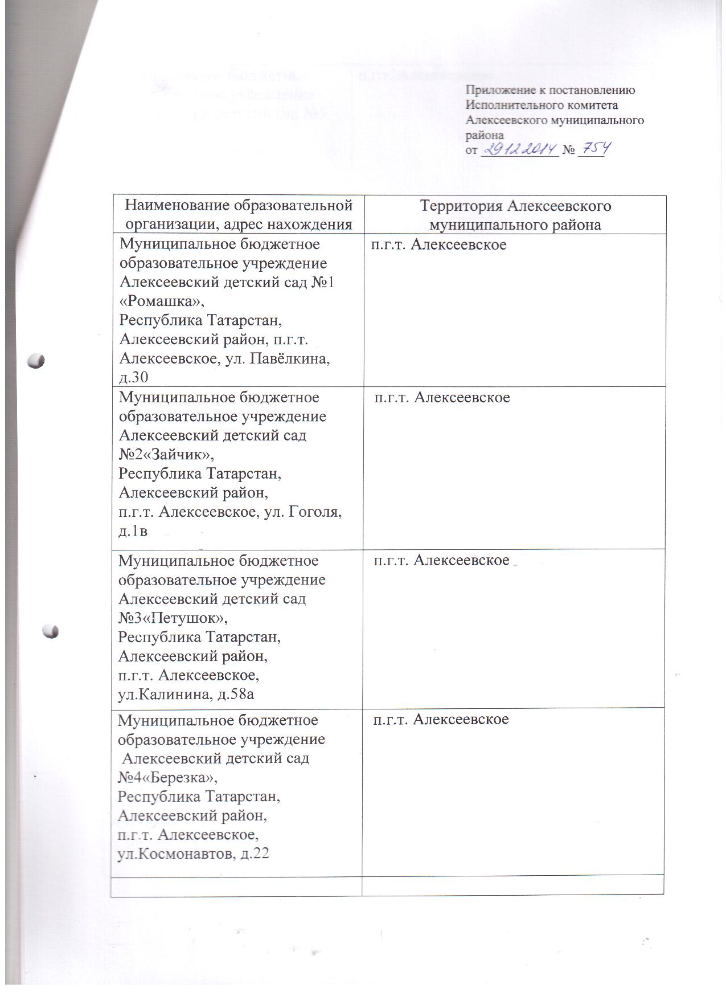 Приложение к постановлению
Исполнительного комитета
Алексеевского муниципального
района
от 29.12.2014 № 754
Наименование образовательной
организации, адрес нахождения
Территория Алексеевского
муниципального района
Муниципальное бюджетное
образовательное учреждение
Алексеевский детский сад №1
«Ромашка»,
Республика Татарстан,
Алексеевский район, п.г.т.
Алексеевское, ул. Павёлкина,
д.30
п.г.т. Алексеевское
Муниципальное бюджетное
образовательное учреждение
Алексеевский детский сад
№2«Зайчик»,
Республика Татарстан,
Алексеевский район,
п.г.т. Алексеевское, ул. Гоголя,
д.1в
п.г.т. Алексеевское
Муниципальное бюджетное
образовательное учреждение
Алексеевский детский сад
№3«Петушок»,
Республика Татарстан,
Алексеевский район,
п.г.т. Алексеевское,
ул.Калинина, д.58а
п.г.т. Алексеевское
Муниципальное бюджетное
образовательное учреждение
Алексеевский детский сад
№4«Березка»,
Республика Татарстан,
Алексеевский район,
п.г.т. Алексеевское,
ул.Космонавтов, д.22
п.г.т. Алексеевское